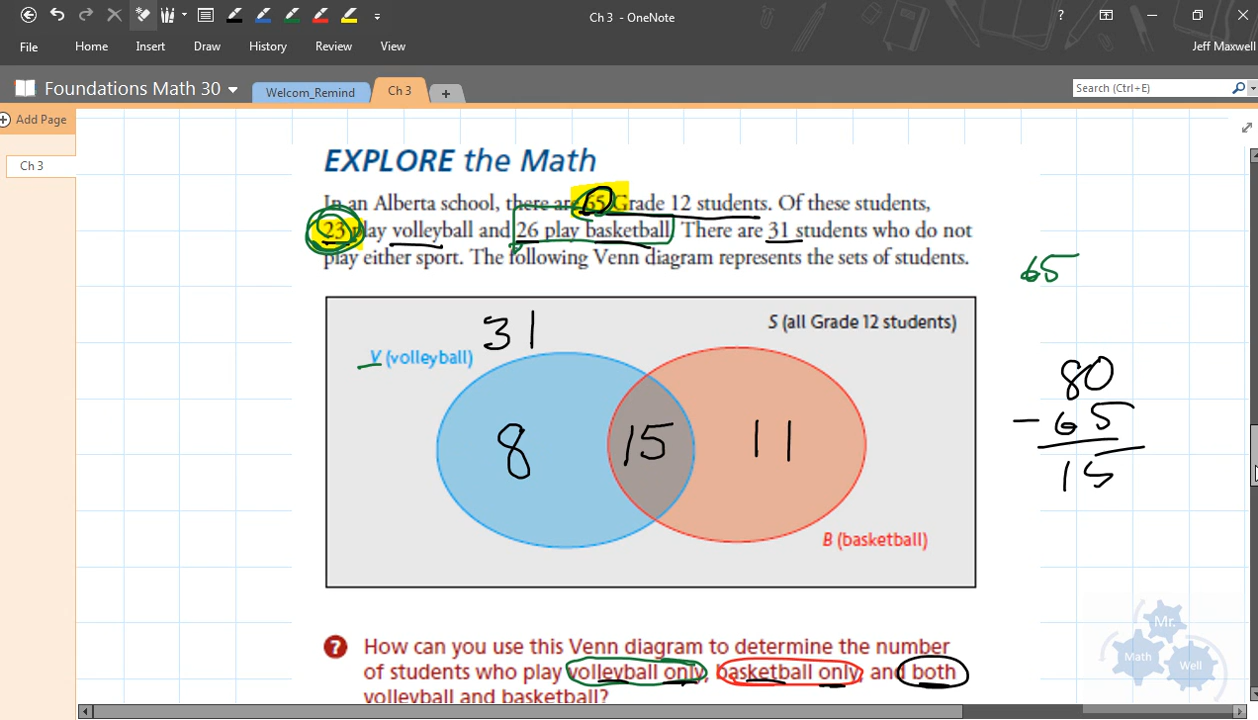 Ch 3 - OneNote
?
File Home Insert Draw History Review View
Jeff Maxwell
Foundations Math 30 Welcom_Remind Ch 3 + Search (Ctrl+E)
Add Page
Ch 3
EXPLORE the Math
In an Alberta school, there are 65 Grade 12 students. Of these students,
23 play volleyball and 26 play basketball. There are 31 students who do not
play either sport. The following Venn diagram represents the sets of students.
65
31
S (all Grade 12 students)
V (volleyball)
8 15 11
B (basketball)
80
- 65
15
? How can you use this Venn diagram to determine the number
of students who play volleyball only, basketball only, and both
volleyball and basketball?
Mr.
Math
Well